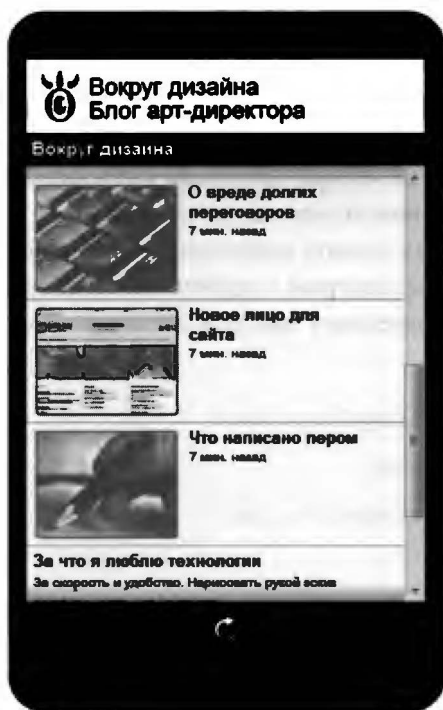 Вокруг дизайна
Блог арт-директора
Вокруг дизаина
О вреде долгих
переговоров
7 мин. назад
Новое лицо для
сайта
7 мин. назад
Что написано пером
7 мин. назад
За что я люблю технологии
За скорость и удобство. Нарисовать рукой эскиз